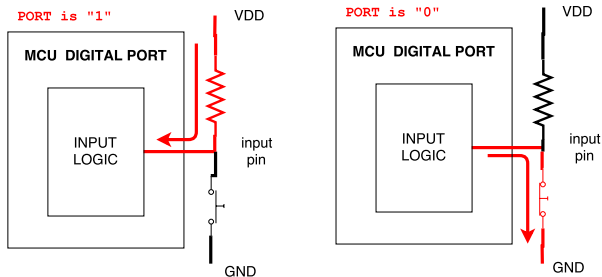 PORT is "1"
VDD
MCU DIGITAL PORT
INPUT
LOGIC
input
pin
GND
PORT is "0"
VDD
MCU DIGITAL PORT
INPUT
LOGIC
input
pin
GND